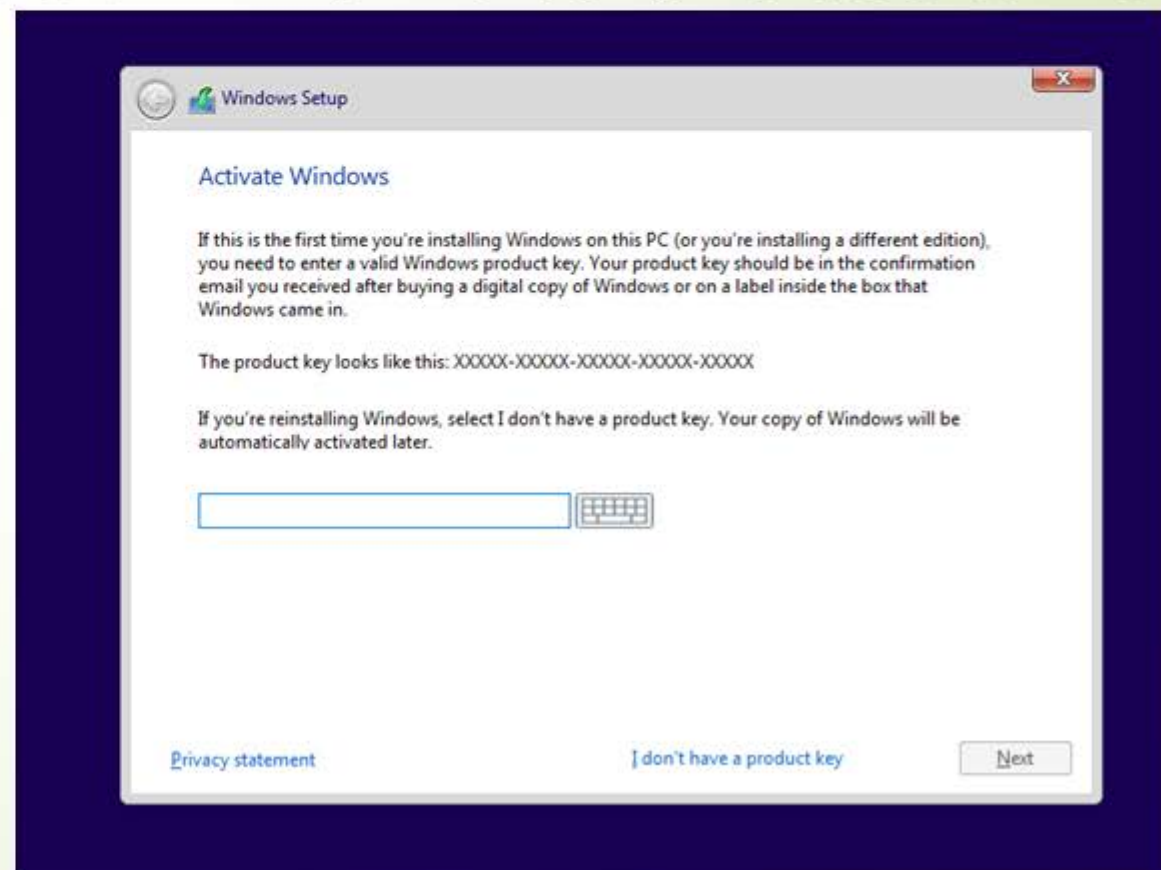 Windows Setup
Activate Windows
If this is the first time you're installing Windows on this PC (or you're installing a different edition),
you need to enter a valid Windows product key. Your product key should be in the confirmation
email you received after buying a digital copy of Windows or on a label inside the box that
Windows came in.
The product key looks like this: XXXXX-XXXXX-XXXXX-XXXXX-XXXXX
If you're reinstalling Windows, select I don't have a product key. Your copy of Windows will be
automatically activated later.
Privacy statement
I don't have a product key
Next